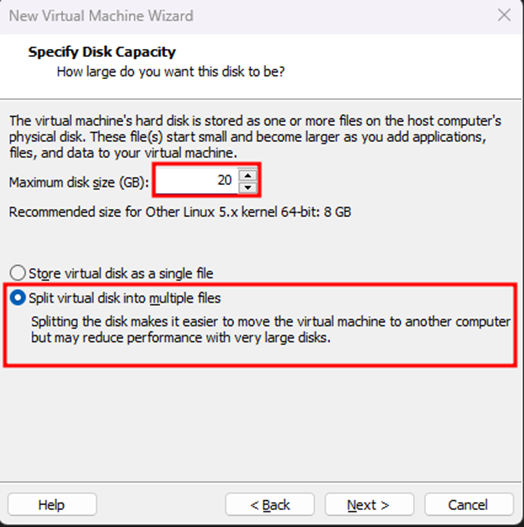 New Virtual Machine Wizard
Specify Disk Capacity
How large do you want this disk to be?
The virtual machine's hard disk is stored as one or more files on the host computer's
physical disk. These file(s) start small and become larger as you add applications,
files, and data to your virtual machine.
Maximum disk size (GB): 20
Recommended size for Other Linux 5.x kernel 64-bit: 8 GB
Store virtual disk as a single file
Split virtual disk into multiple files
Splitting the disk makes it easier to move the virtual machine to another computer
but may reduce performance with very large disks.
Help < Back Next > Cancel